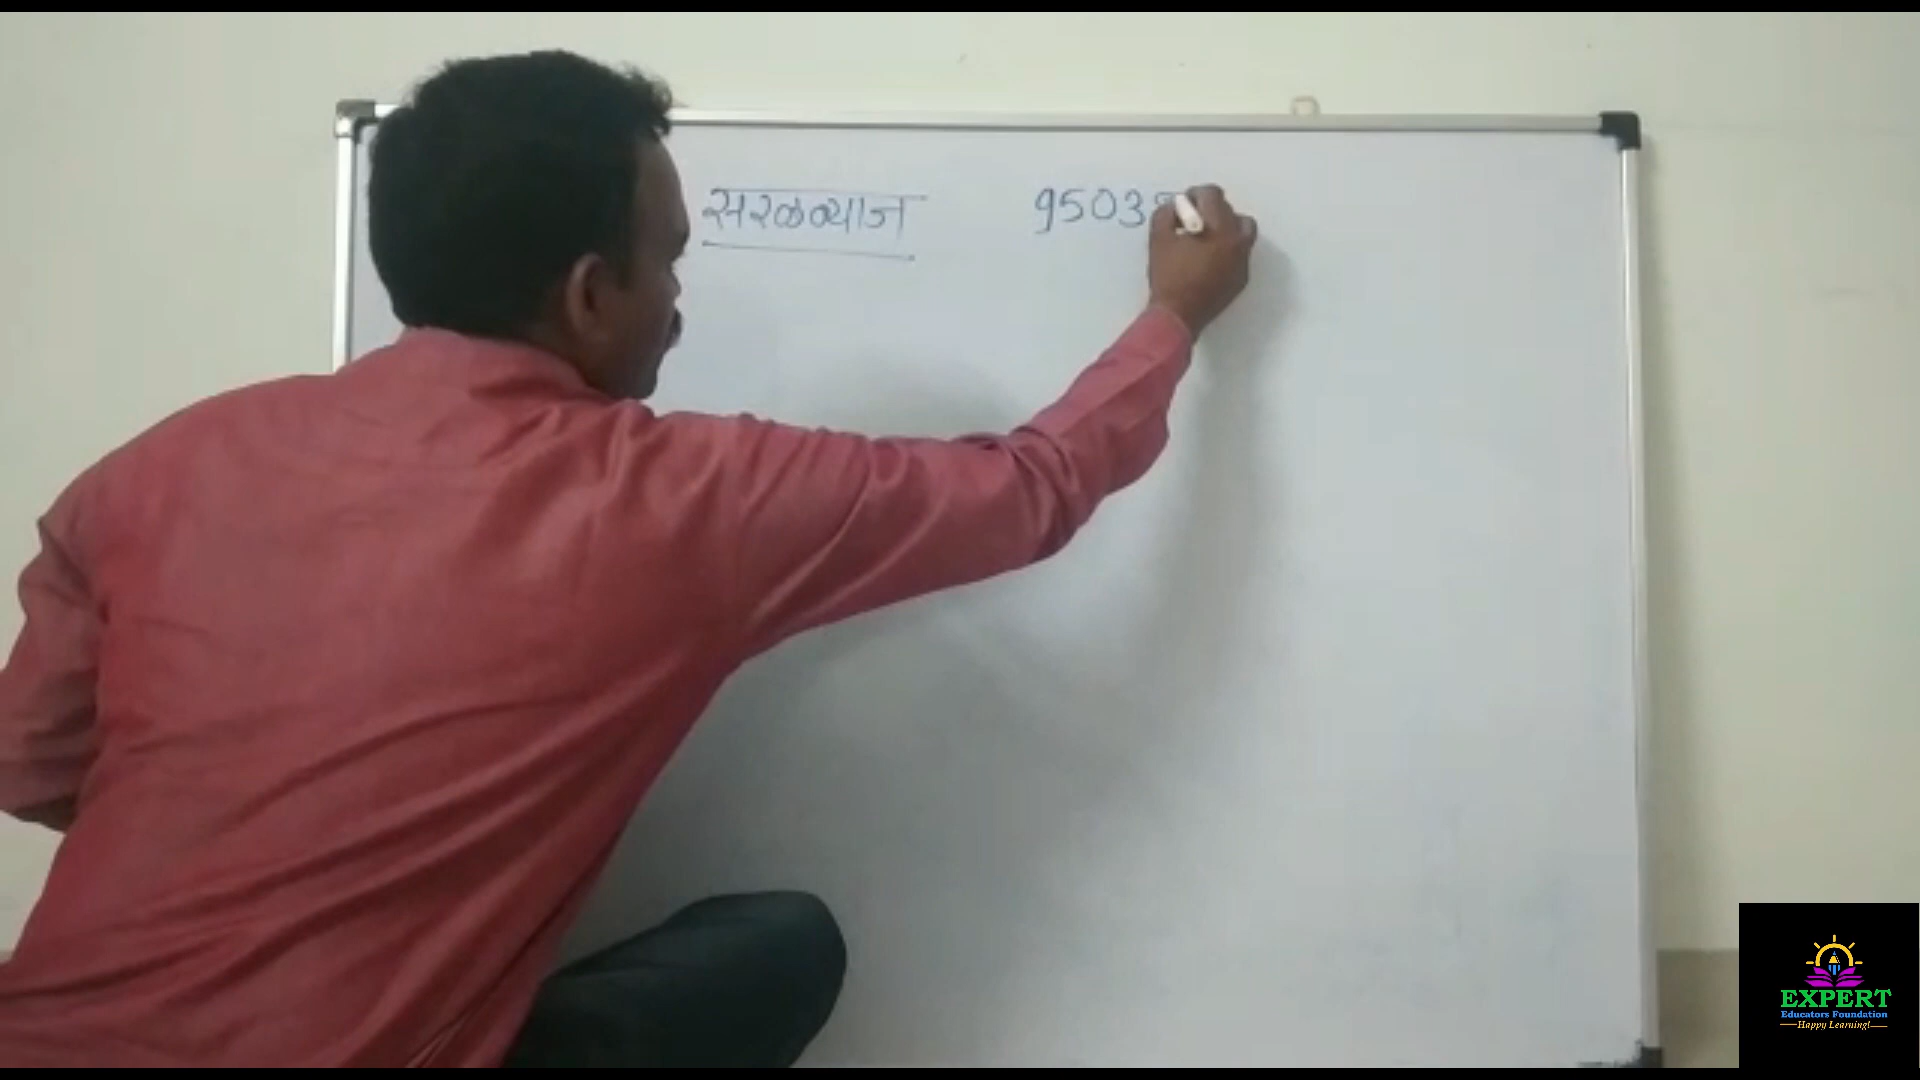 सरळव्याज 9503
EXPERT
Educators Foundation
Happy Learning!